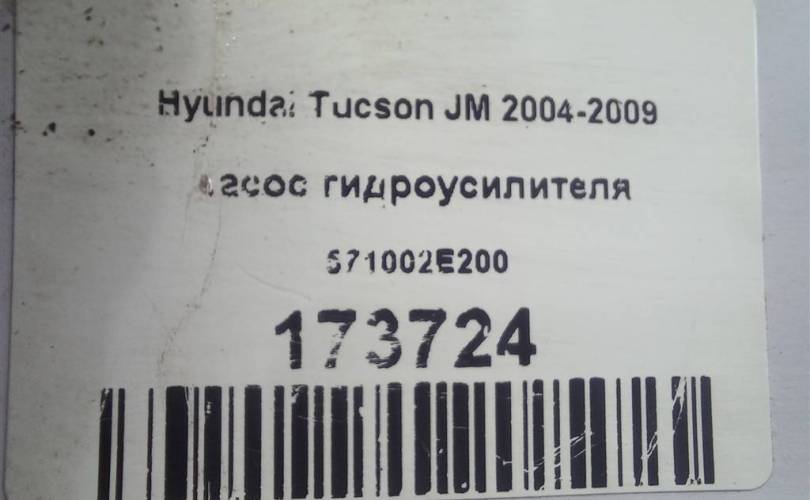 Hyundai Tucson JM 2004-2009
насос гидроусилителя
571002E200
173724